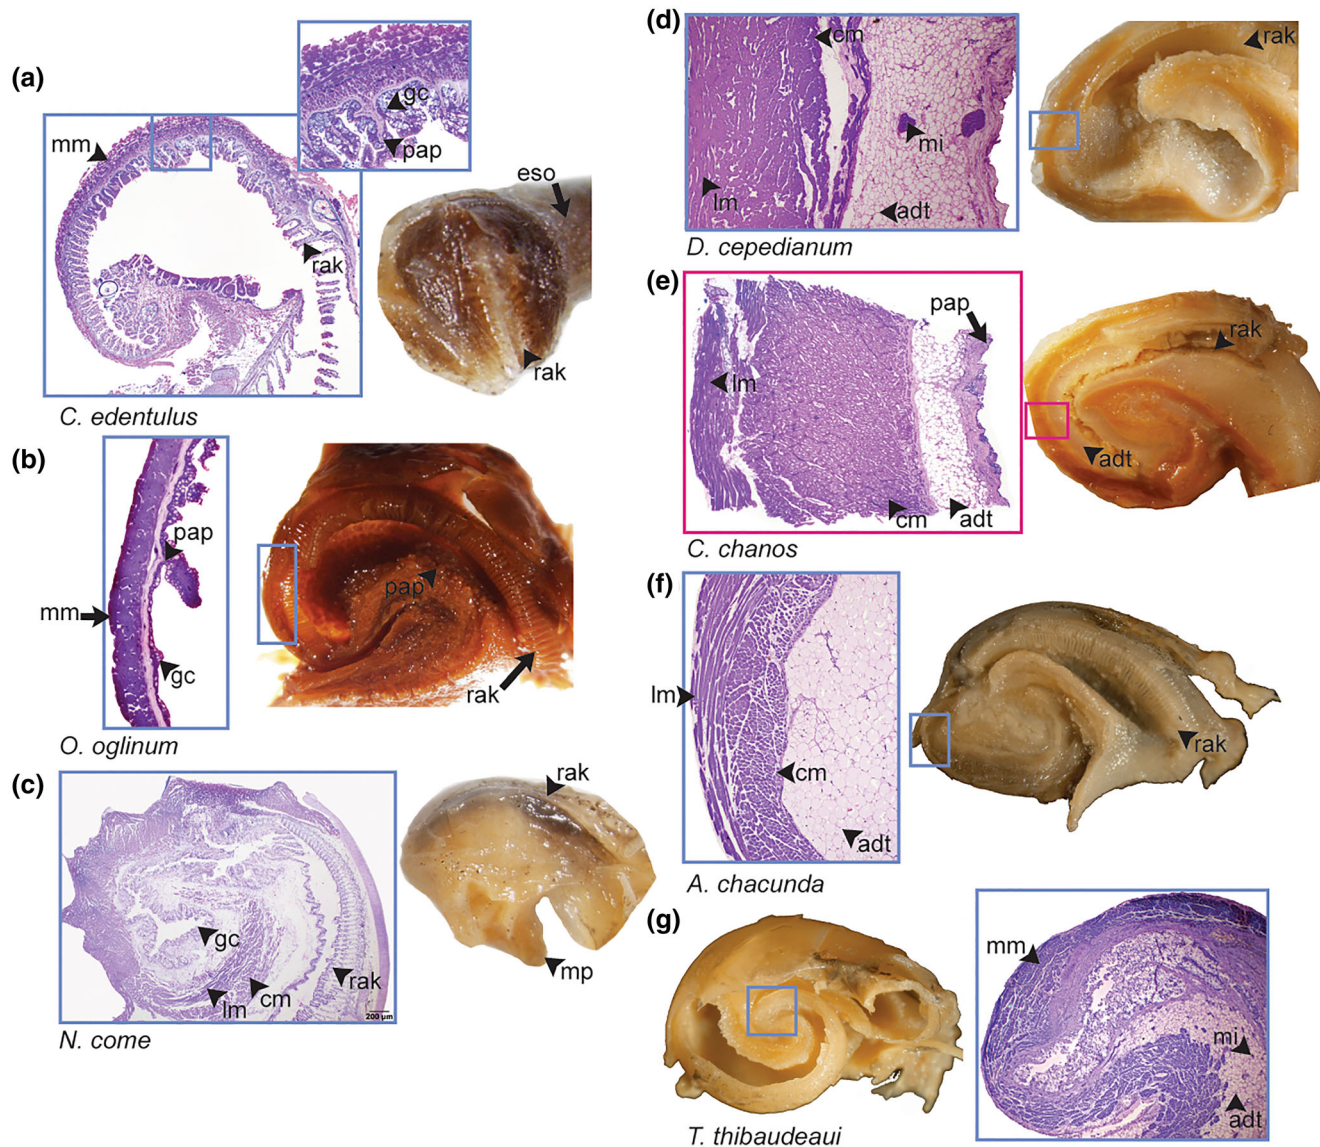 (a)
mm
gc
pap
rak
eso
rak
C. edentulus
(b)
pap
mm
gc
pap
rak
O. oglinum
(c)
gc
lm
cm
rak
200 µm
rak
mp
N. come
(d)
cm
mi
lm
adt
rak
D. cepedianum
(e)
pap
lm
cm
adt
rak
adt
C. chanos
(f)
lm
cm
adt
rak
A. chacunda
(g)
mm
mi
adt
T. thibaudeaui